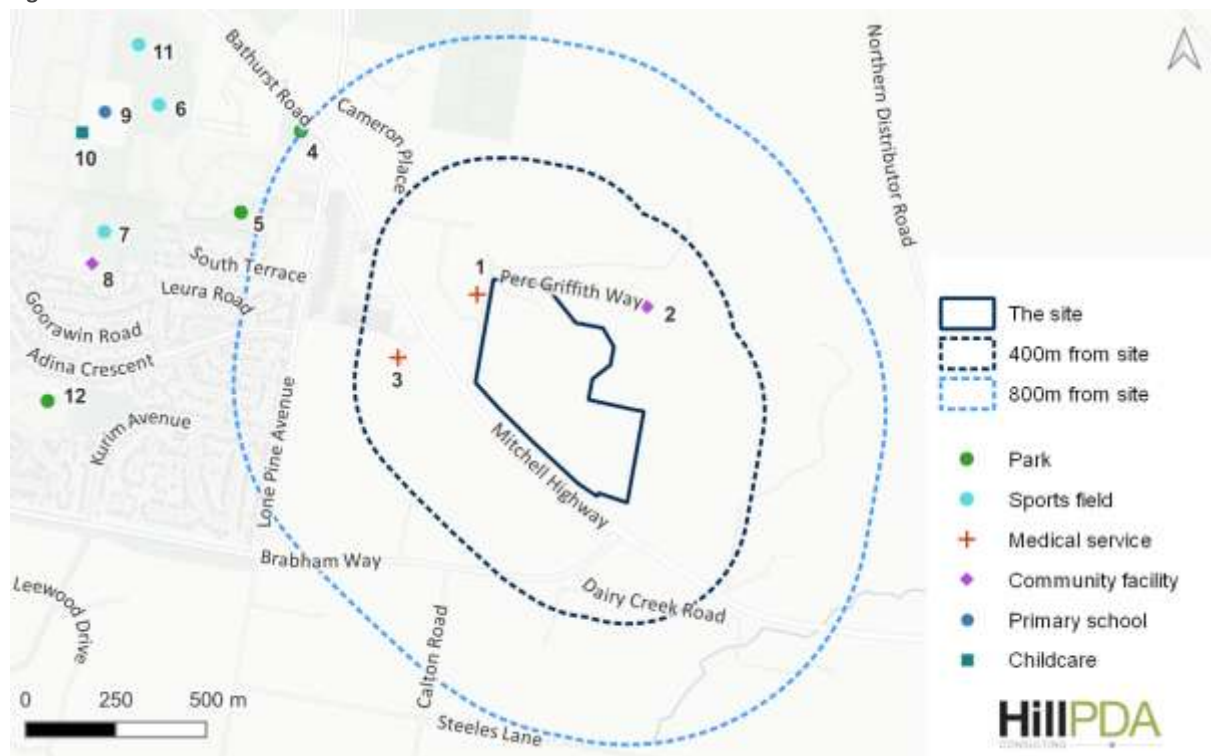 11
6
9
10
4
5
7
8
12
1
2
3
Bathurst Road
Cameron Place
Northern Distributor Road
South Terrace
Leura Road
Perc Griffith Way
Goorawin Road
Adina Crescent
Kurim Avenue
Lone Pine Avenue
Mitchell Highway
Brabham Way
Dairy Creek Road
Leewood Drive
Calton Road
Steeles Lane
0 250 500 m
The site
400m from site
800m from site
Park
Sports field
Medical service
Community facility
Primary school
Childcare
HillPDA
CONSULTING